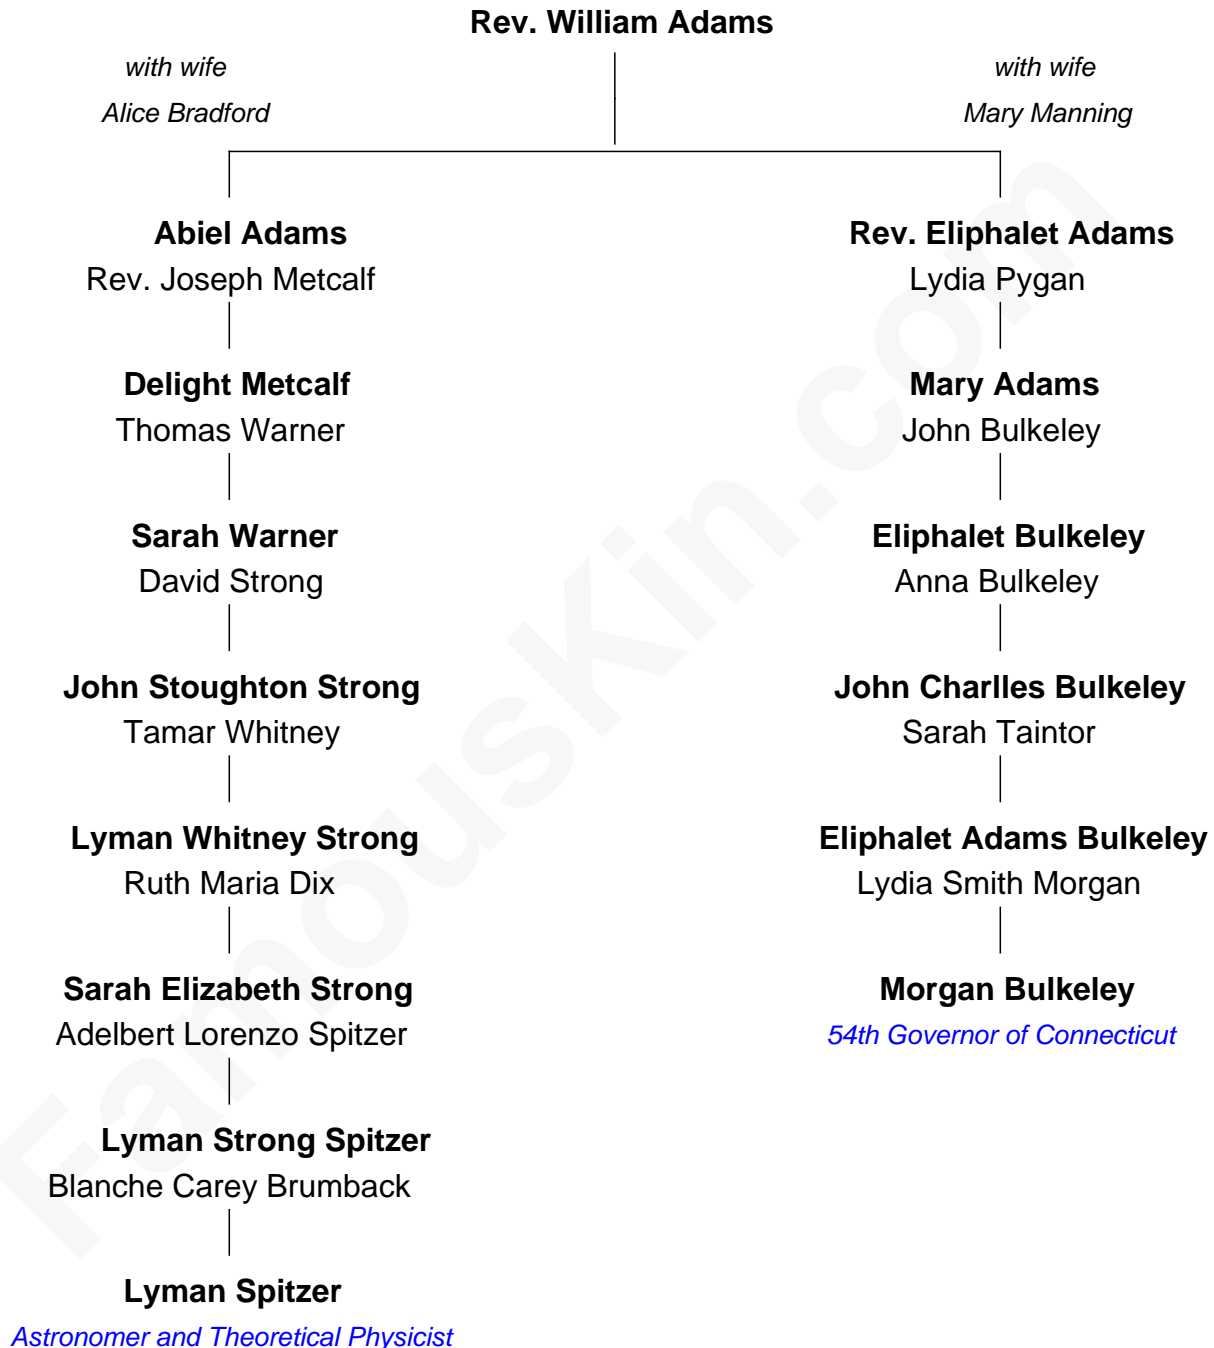 Rev. William Adams
with wife
Alice Bradford
with wife
Mary Manning
Abiel Adams
Rev. Joseph Metcalf
Delight Metcalf
Thomas Warner
Sarah Warner
David Strong
John Stoughton Strong
Tamar Whitney
Lyman Whitney Strong
Ruth Maria Dix
Sarah Elizabeth Strong
Adelbert Lorenzo Spitzer
Lyman Strong Spitzer
Blanche Carey Brumback
Lyman Spitzer
Astronomer and Theoretical Physicist
Rev. Eliphalet Adams
Lydia Pygan
Mary Adams
John Bulkeley
Eliphalet Bulkeley
Anna Bulkeley
John Charlles Bulkeley
Sarah Taintor
Eliphalet Adams Bulkeley
Lydia Smith Morgan
Morgan Bulkeley
54th Governor of Connecticut
FamousKin.com